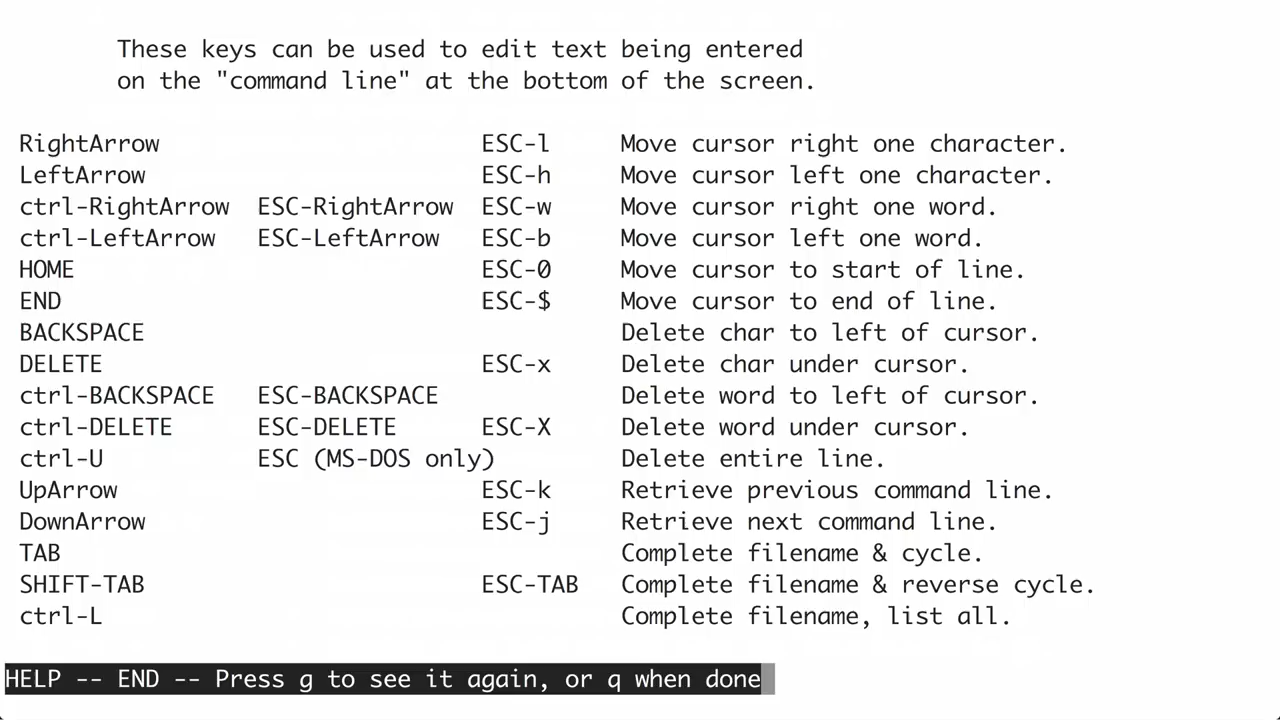 These keys can be used to edit text being entered
on the "command line" at the bottom of the screen.
RightArrow ESC-l Move cursor right one character.
LeftArrow ESC-h Move cursor left one character.
ctrl-RightArrow ESC-RightArrow ESC-w Move cursor right one word.
ctrl-LeftArrow ESC-LeftArrow ESC-b Move cursor left one word.
HOME ESC-0 Move cursor to start of line.
END ESC-$ Move cursor to end of line.
BACKSPACE Delete char to left of cursor.
DELETE ESC-x Delete char under cursor.
ctrl-BACKSPACE ESC-BACKSPACE Delete word to left of cursor.
ctrl-DELETE ESC-DELETE ESC-X Delete word under cursor.
ctrl-U ESC (MS-DOS only) Delete entire line.
UpArrow ESC-k Retrieve previous command line.
DownArrow ESC-j Retrieve next command line.
TAB Complete filename & cycle.
SHIFT-TAB ESC-TAB Complete filename & reverse cycle.
ctrl-L Complete filename, list all.
HELP -- END -- Press g to see it again, or q when done